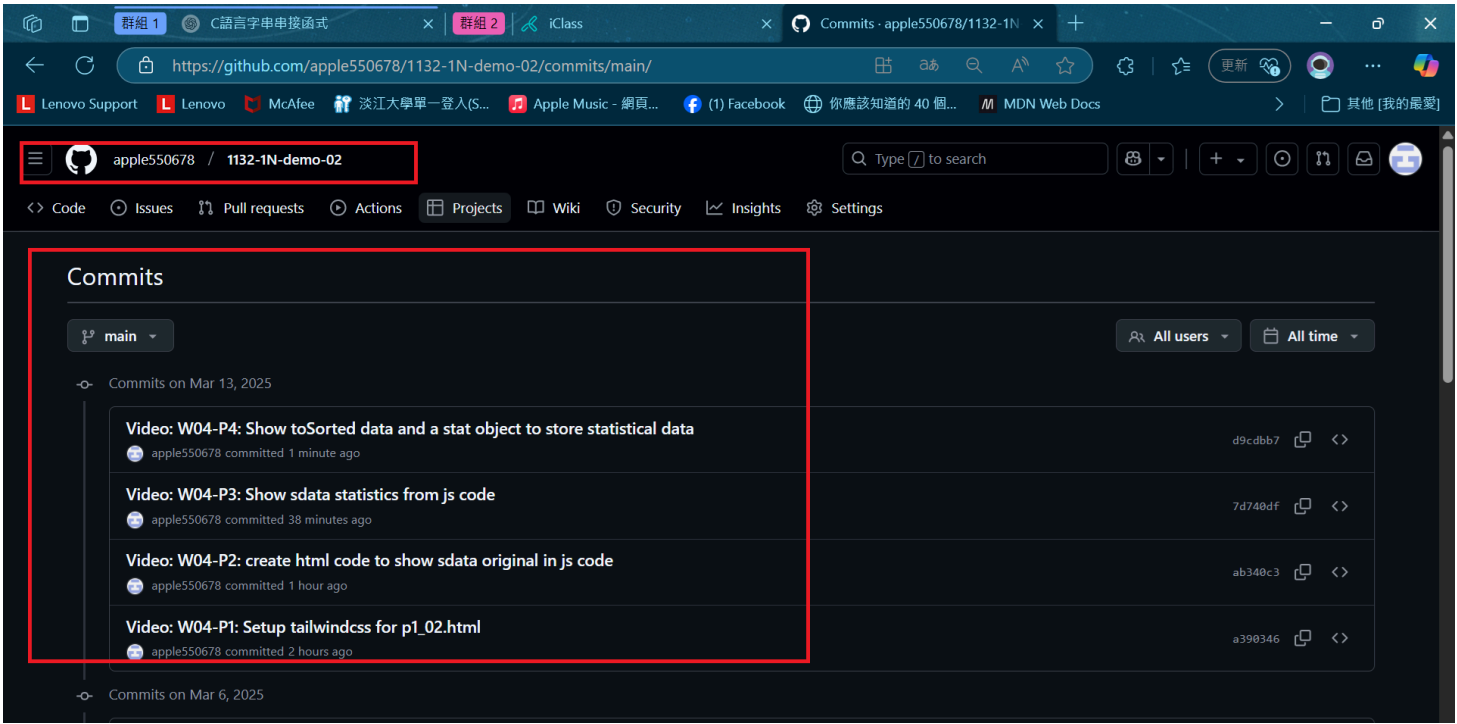 群組 1 C語言字串串接函式 群組 2 iClass Commits · apple550678/1132-1N
https://github.com/apple550678/1132-1N-demo-02/commits/main/ 更新
Lenovo Support Lenovo McAfee 淡江大學單一登入(S... Apple Music - 網頁... (1) Facebook 你應該知道的 40 個... MDN Web Docs 其他 [我的最愛]
apple550678 / 1132-1N-demo-02 Type / to search
Code Issues Pull requests Actions Projects Wiki Security Insights Settings
Commits
main All users All time
Commits on Mar 13, 2025
Video: W04-P4: Show toSorted data and a stat object to store statistical data
apple550678 committed 1 minute ago d9cdbb7
Video: W04-P3: Show sdata statistics from js code
apple550678 committed 38 minutes ago 7d740df
Video: W04-P2: create html code to show sdata original in js code
apple550678 committed 1 hour ago ab340c3
Video: W04-P1: Setup tailwindcss for p1_02.html
apple550678 committed 2 hours ago a390346
Commits on Mar 6, 2025